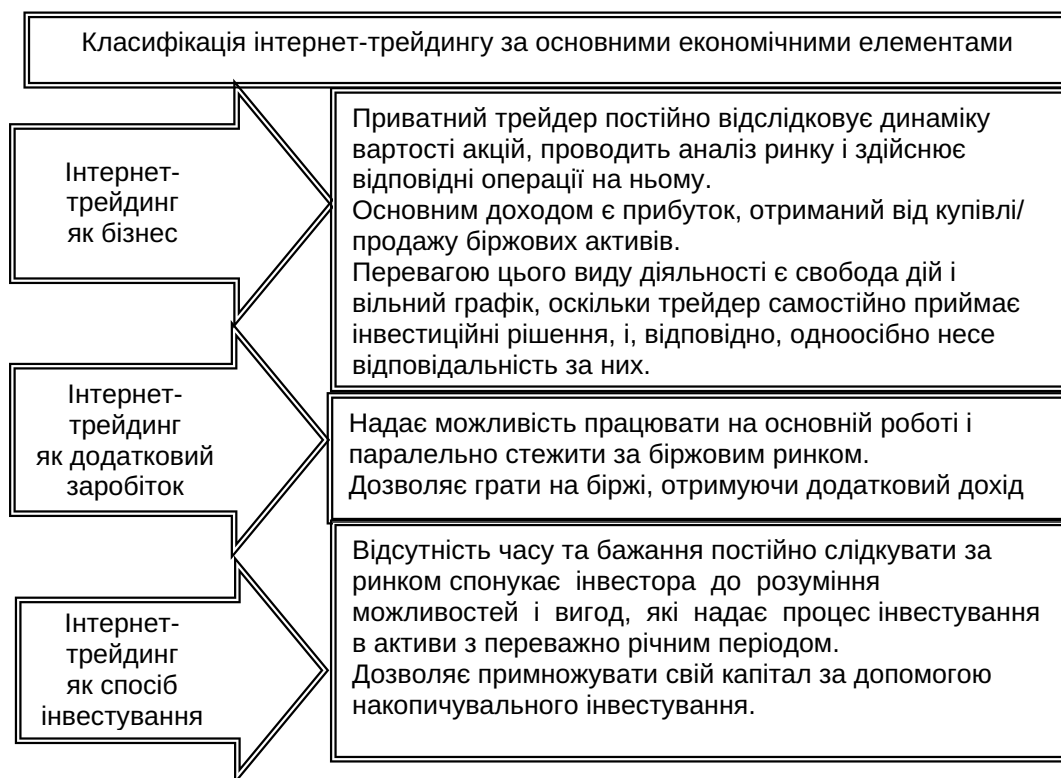 Класифікація інтернет-трейдингу за основними економічними елементами
Інтернет-
трейдинг
як бізнес
Приватний трейдер постійно відслідковує динаміку
вартості акцій, проводить аналіз ринку і здійснює
відповідні операції на ньому.
Основним доходом є прибуток, отриманий від купівлі/
продажу біржових активів.
Перевагою цього виду діяльності є свобода дій і
вільний графік, оскільки трейдер самостійно приймає
інвестиційні рішення, і, відповідно, одноосібно несе
відповідальність за них.
Інтернет-
трейдинг
як додатковий
заробіток
Надає можливість працювати на основній роботі і
паралельно стежити за біржовим ринком.
Дозволяє грати на біржі, отримуючи додатковий дохід
Інтернет-
трейдинг
як спосіб
інвестування
Відсутність часу та бажання постійно слідкувати за
ринком спонукає інвестора до розуміння
можливостей і вигод, які надає процес інвестування
в активи з переважно річним періодом.
Дозволяє примножувати свій капітал за допомогою
накопичувального інвестування.